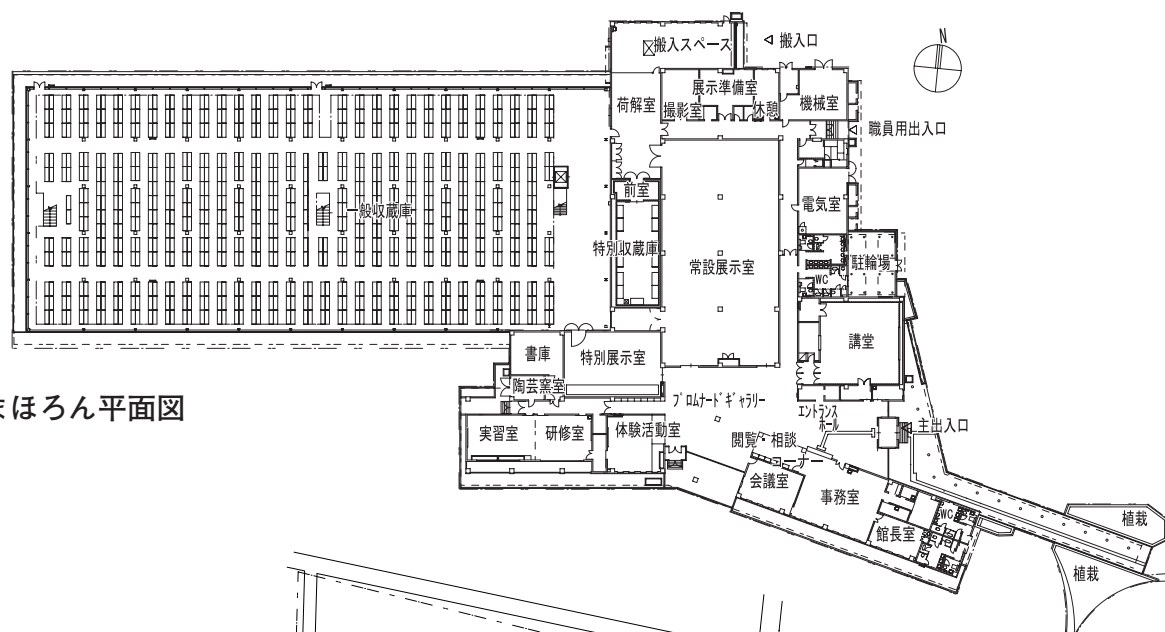 搬入スペース
搬入口
N
荷解室
展示準備室
撮影室
休憩
機械室
職員用出入口
前室
電気室
一般収蔵庫
特別収蔵庫
常設展示室
WC
駐輪場
講堂
書庫
特別展示室
陶芸窯室
まほろん平面図
プロムナードギャラリー
エントランス
ホール
主出入口
実習室
研修室
体験活動室
閲覧・相談
コーナー
会議室
事務室
館長室
WC
植栽
植栽